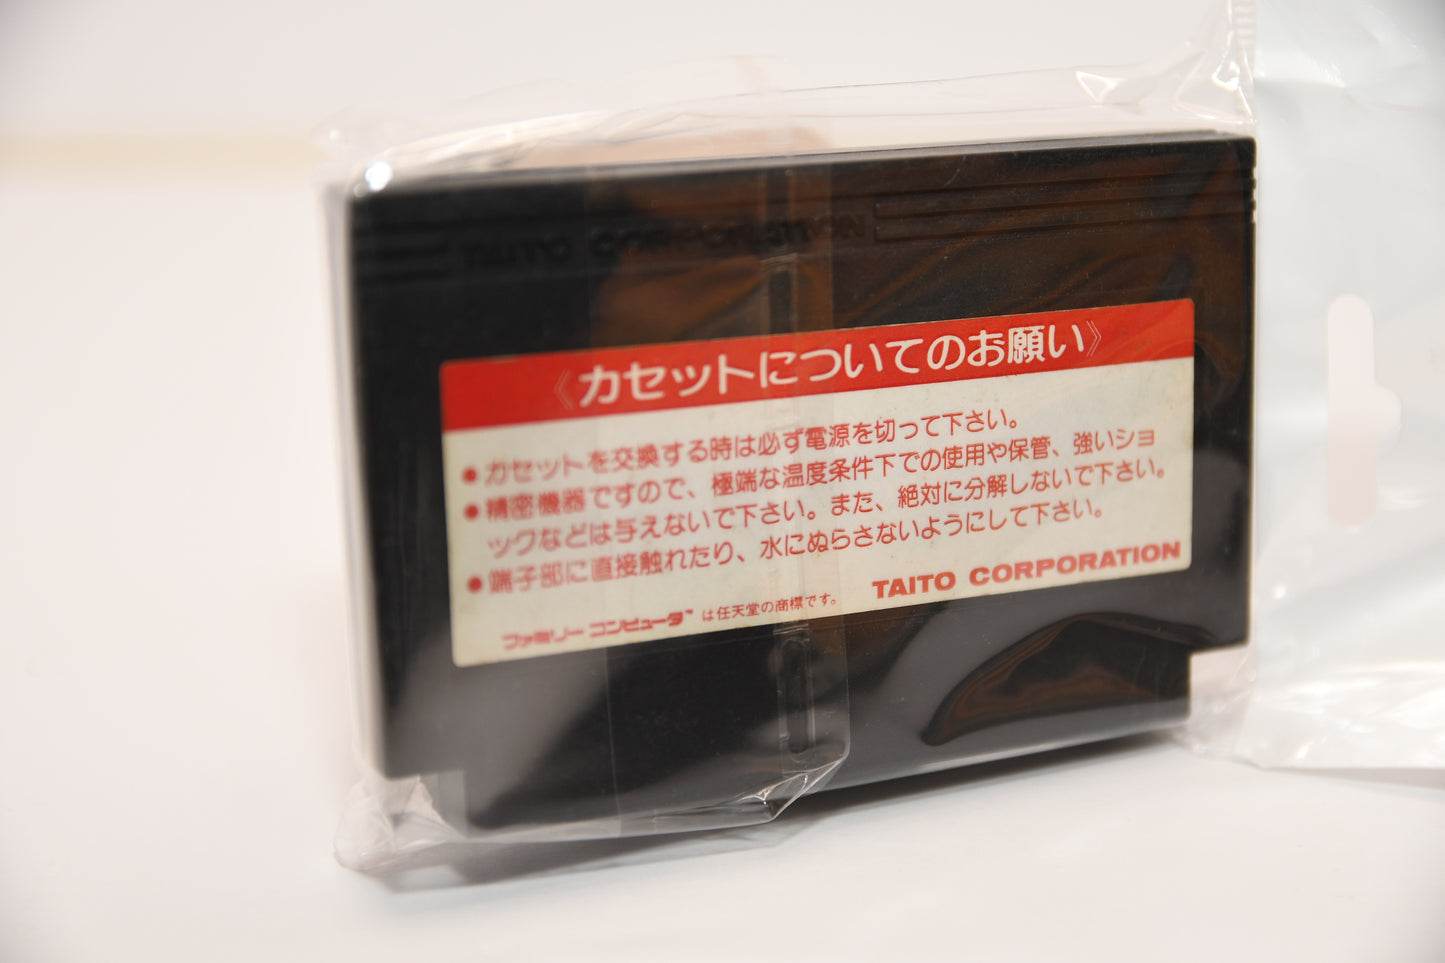 TAITO CORPORATION
《カセットについてのお願い》
●カセットを交換する時は必ず電源を切って下さい。
●精密機器ですので、極端な温度条件下での使用や保管、強いショ
ックなどは与えないで下さい。また、絶対に分解しないで下さい。
●端子部に直接触れたり、水にぬらさないようにして下さい。
TAITO CORPORATION
ファミリーコンピュータ™は任天堂の商標です。